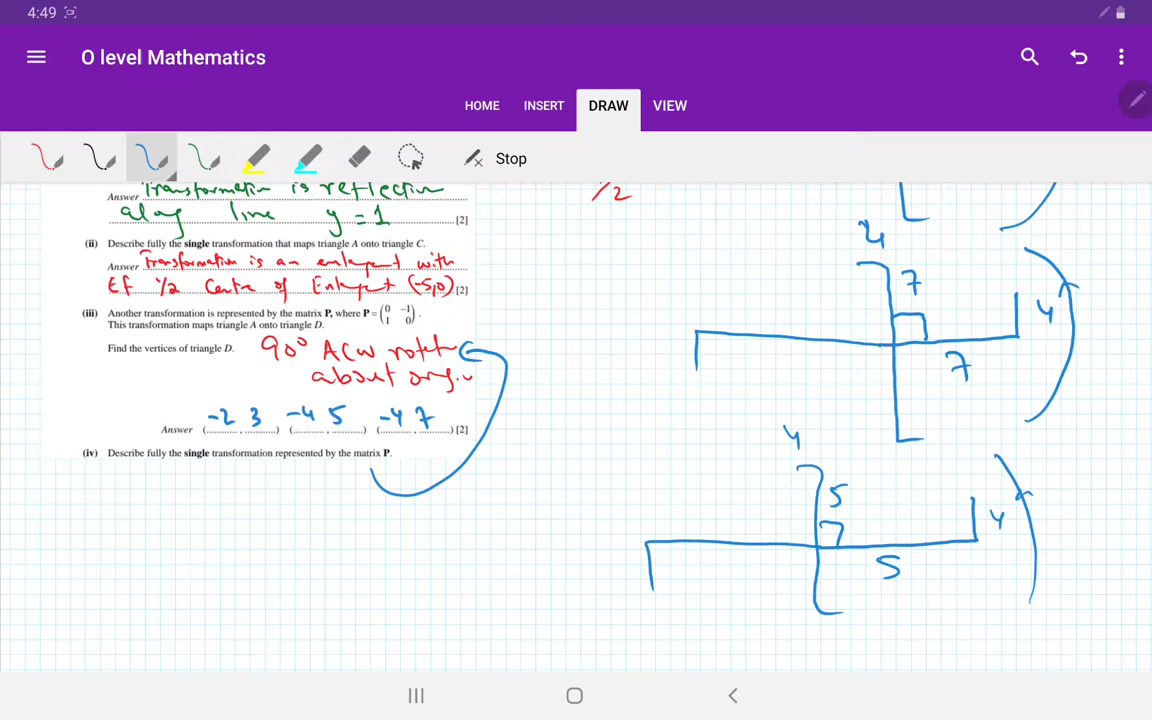 4:49
O level Mathematics
HOME INSERT DRAW VIEW
Stop
Answer Transformation is reflection
along line y = 1 [2]
(ii) Describe fully the single transformation that maps triangle A onto triangle C.
Answer Transformation is an enlargent with
Ef 1/2 Centre of Enlargent (-5,0) [2]
(iii) Another transformation is represented by the matrix P, where P = (0 −1
1 0).
This transformation maps triangle A onto triangle D.
Find the vertices of triangle D.
90° ACW rotatn
about
Answer (-2, 3) (-4, 5) (-4, 7) [2]
(iv) Describe fully the single transformation represented by the matrix P.
/2
4
7
4
7
4
5
4
5